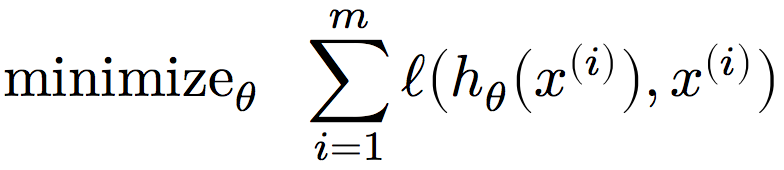 minimize_θ ∑_{i=1}^{m} ℓ(h_θ(x^{(i)}), x^{(i)})